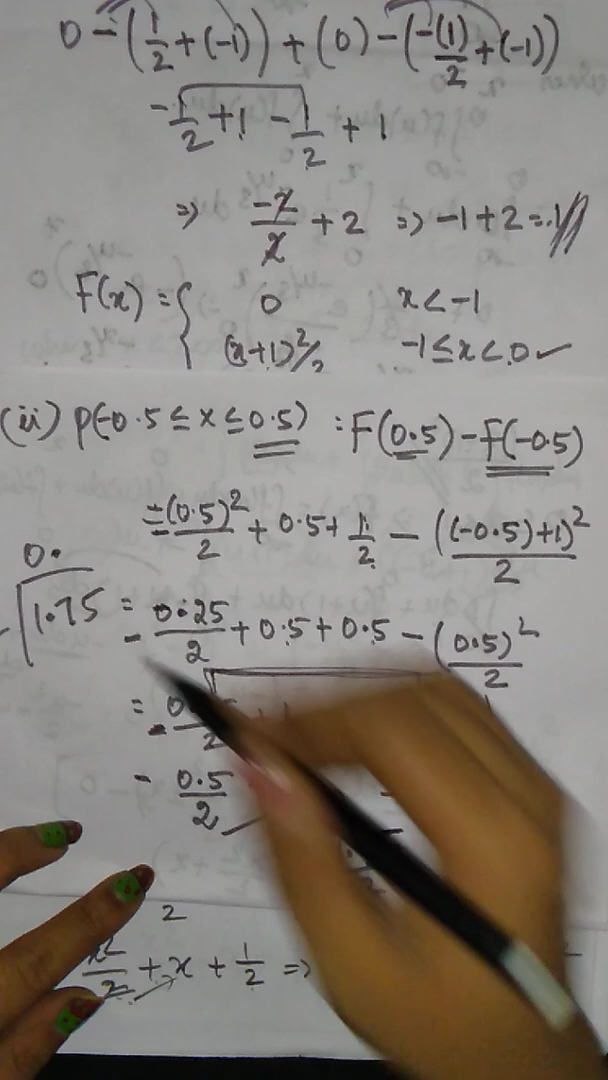 0 - (1/2 + (-1)) + (0) - (-(1)/2 + (-1))
-1/2 + 1 - 1/2 + 1
⇒ -2/2 + 2 ⇒ -1 + 2 = 1//
F(x) = { 0 x < -1
(x+1)²/2 -1 ≤ x < 0 ✓
(ii) P(-0.5 ≤ x ≤ 0.5) : F(0.5) - F(-0.5)
= -(0.5)²/2 + 0.5 + 1/2 - ((-0.5)+1)²/2
0.
1.75
= -0.25/2 + 0.5 + 0.5 - (0.5)²/2
= -
- 0.5/2
2
x²/2 + x + 1/2 ⇒